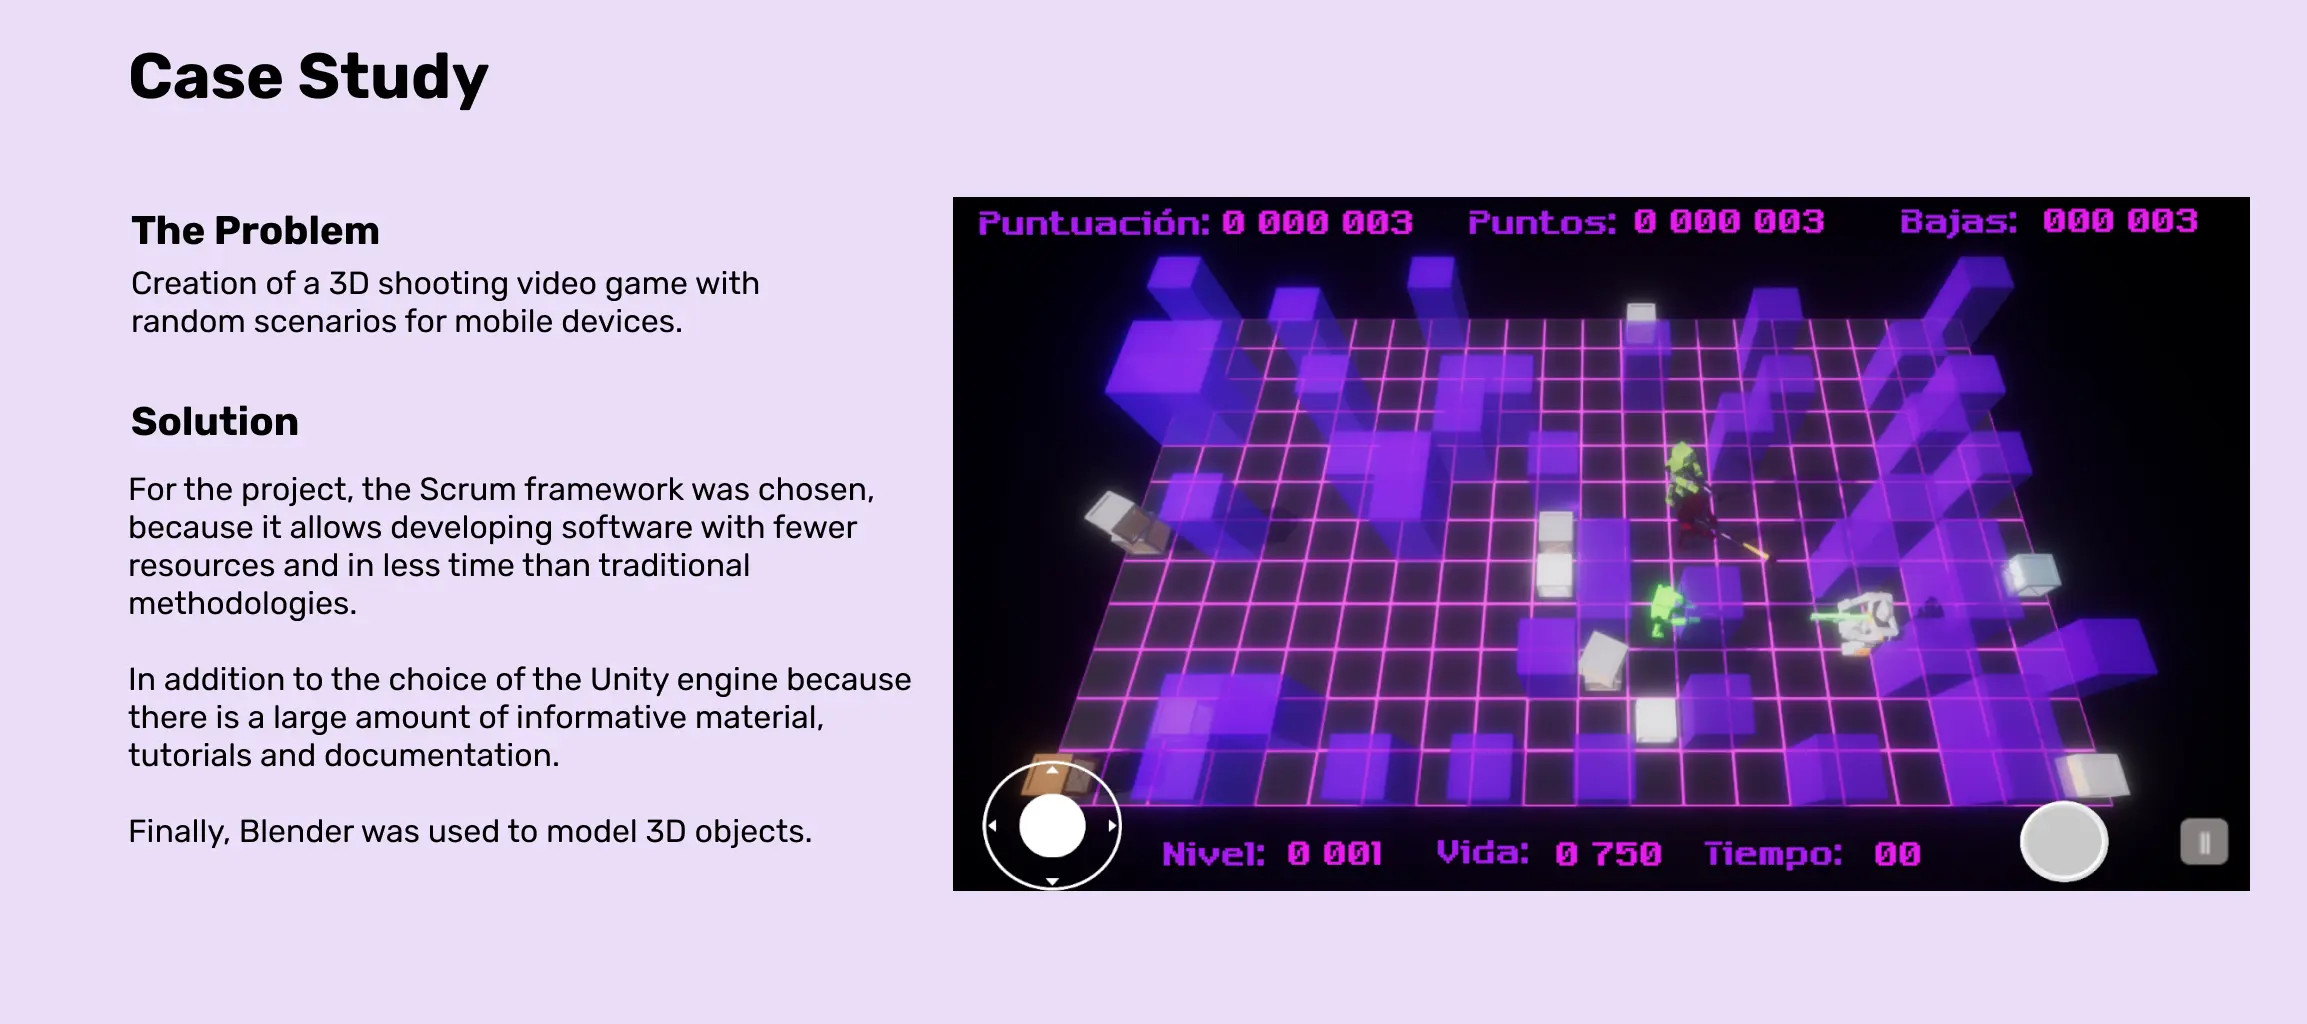 Case Study
The Problem
Creation of a 3D shooting video game with
random scenarios for mobile devices.
Solution
For the project, the Scrum framework was chosen,
because it allows developing software with fewer
resources and in less time than traditional
methodologies.
In addition to the choice of the Unity engine because
there is a large amount of informative material,
tutorials and documentation.
Finally, Blender was used to model 3D objects.
Puntuación: 0 000 003 Puntos: 0 000 003 Bajas: 000 003
Nivel: 0 001 Vida: 0 750 Tiempo: 00